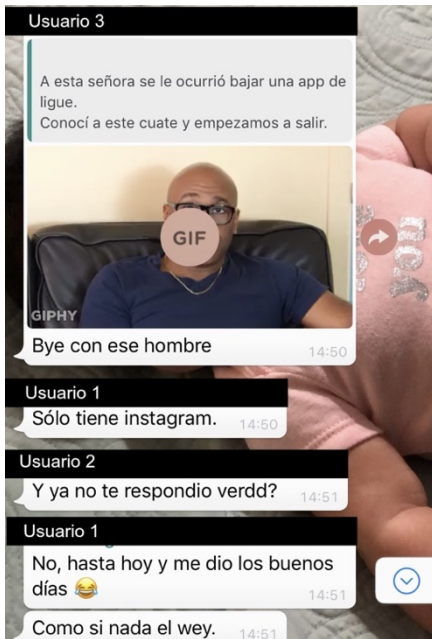 Usuario 3
A esta señora se le ocurrió bajar una app de
ligue.
Conocí a este cuate y empezamos a salir.
GIF
GIPHY
Bye con ese hombre
14:50
Usuario 1
Sólo tiene instagram.
14:50
Usuario 2
Y ya no te respondio verdd?
14:51
Usuario 1
No, hasta hoy y me dio los buenos
días 😂
14:51
Como si nada el wey.
14:51